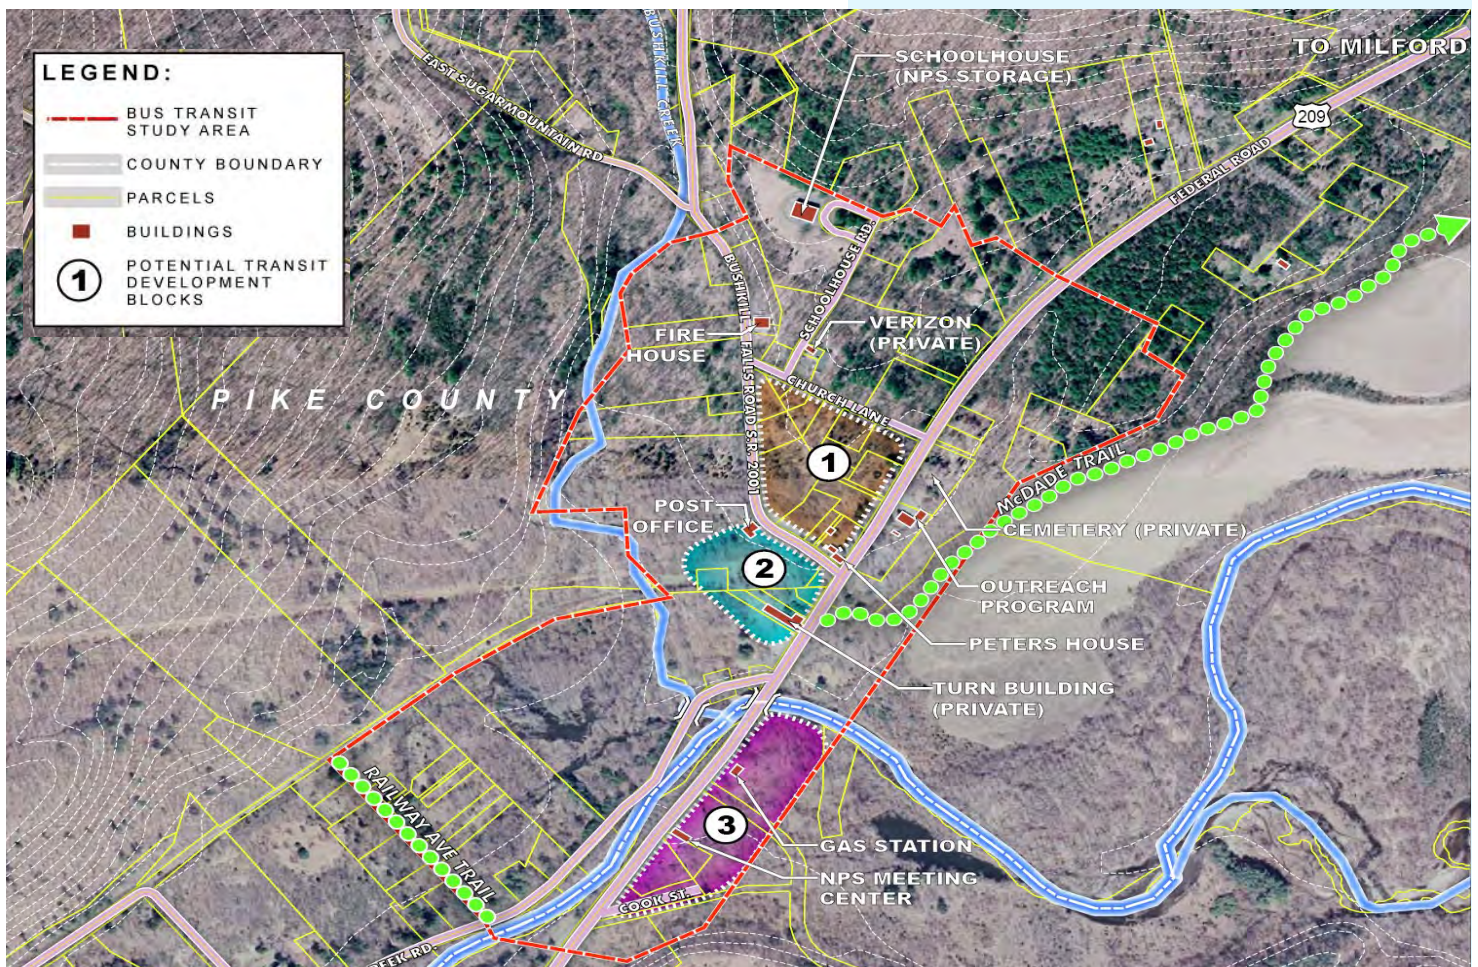 LEGEND:
BUS TRANSIT
STUDY AREA
COUNTY BOUNDARY
PARCELS
BUILDINGS
1
POTENTIAL TRANSIT
DEVELOPMENT
BLOCKS
EAST SUGARMOUNTAIN RD
BUSHKILL CREEK
SCHOOLHOUSE
(NPS STORAGE)
TO MILFORD
209
FEDERAL ROAD
SCHOOLHOUSE RD.
BUSHKILL FALLS ROAD S.R. 2001
FIRE
HOUSE
VERIZON
(PRIVATE)
PIKE COUNTY
CHURCH LANE
1
McDADE TRAIL
POST
OFFICE
CEMETERY (PRIVATE)
2
OUTREACH
PROGRAM
PETERS HOUSE
TURN BUILDING
(PRIVATE)
RAILWAY AVE TRAIL
3
GAS STATION
NPS MEETING
CENTER
COOK ST.
REEK RD.